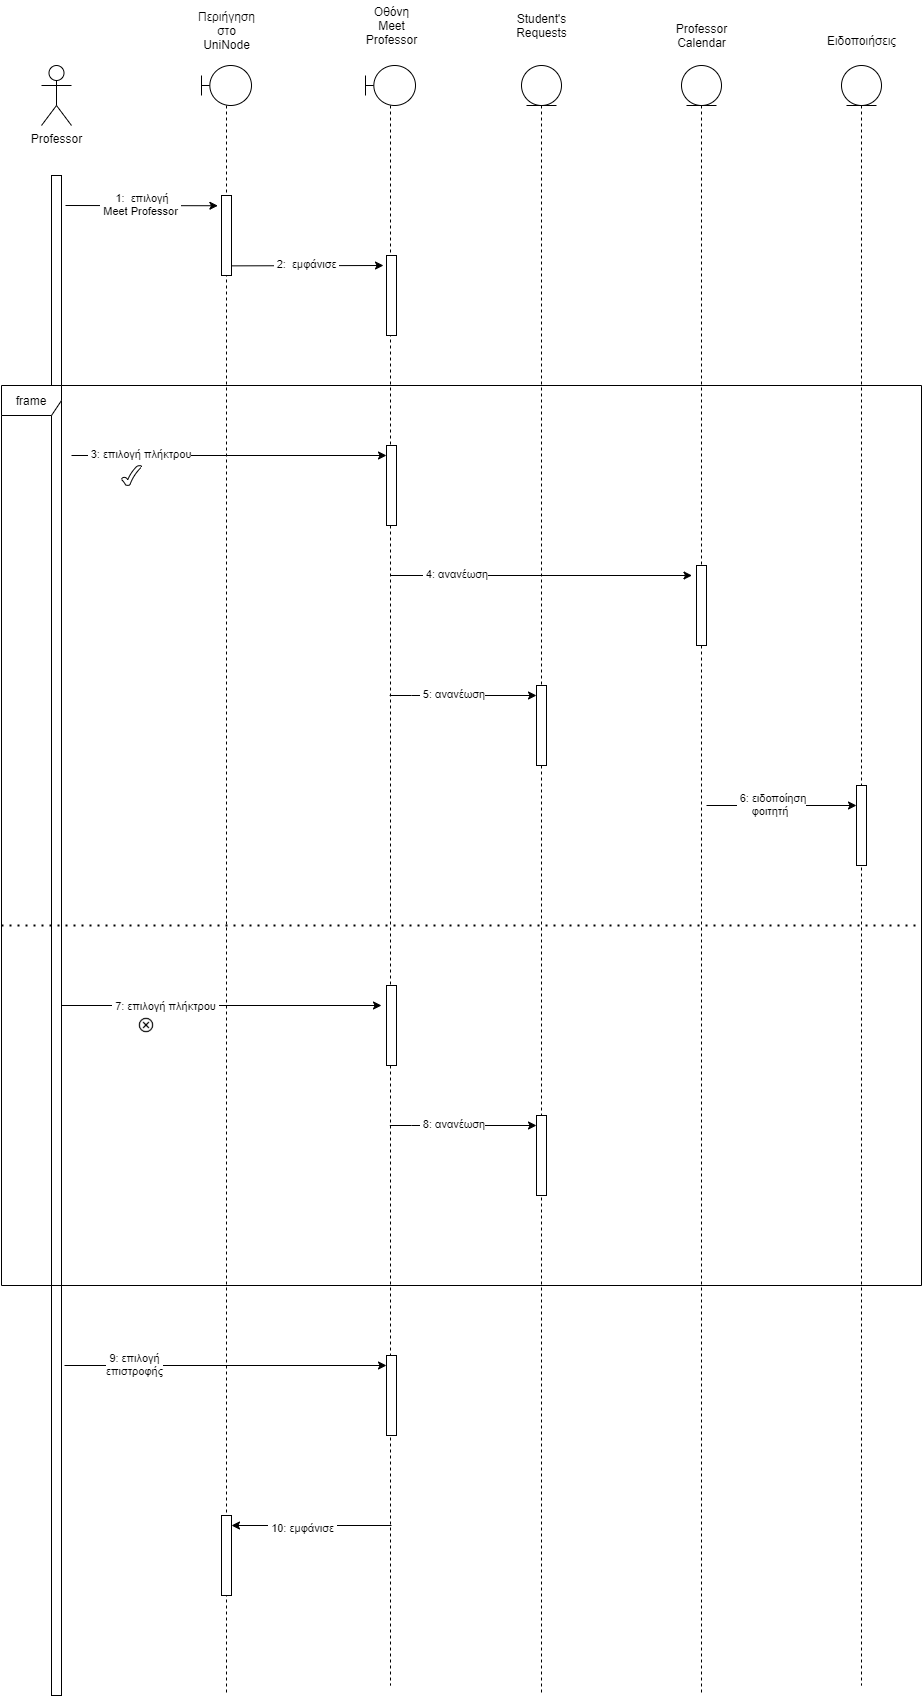 Περιήγηση
στο
UniNode
Οθόνη
Meet
Professor
Student's
Requests
Professor
Calendar
Ειδοποιήσεις
Professor
1: επιλογή
Meet Professor
2: εμφάνισε
frame
3: επιλογή πλήκτρου
4: ανανέωση
5: ανανέωση
6: ειδοποίηση
φοιτητή
7: επιλογή πλήκτρου
8: ανανέωση
9: επιλογή
επιστροφής
10: εμφάνισε